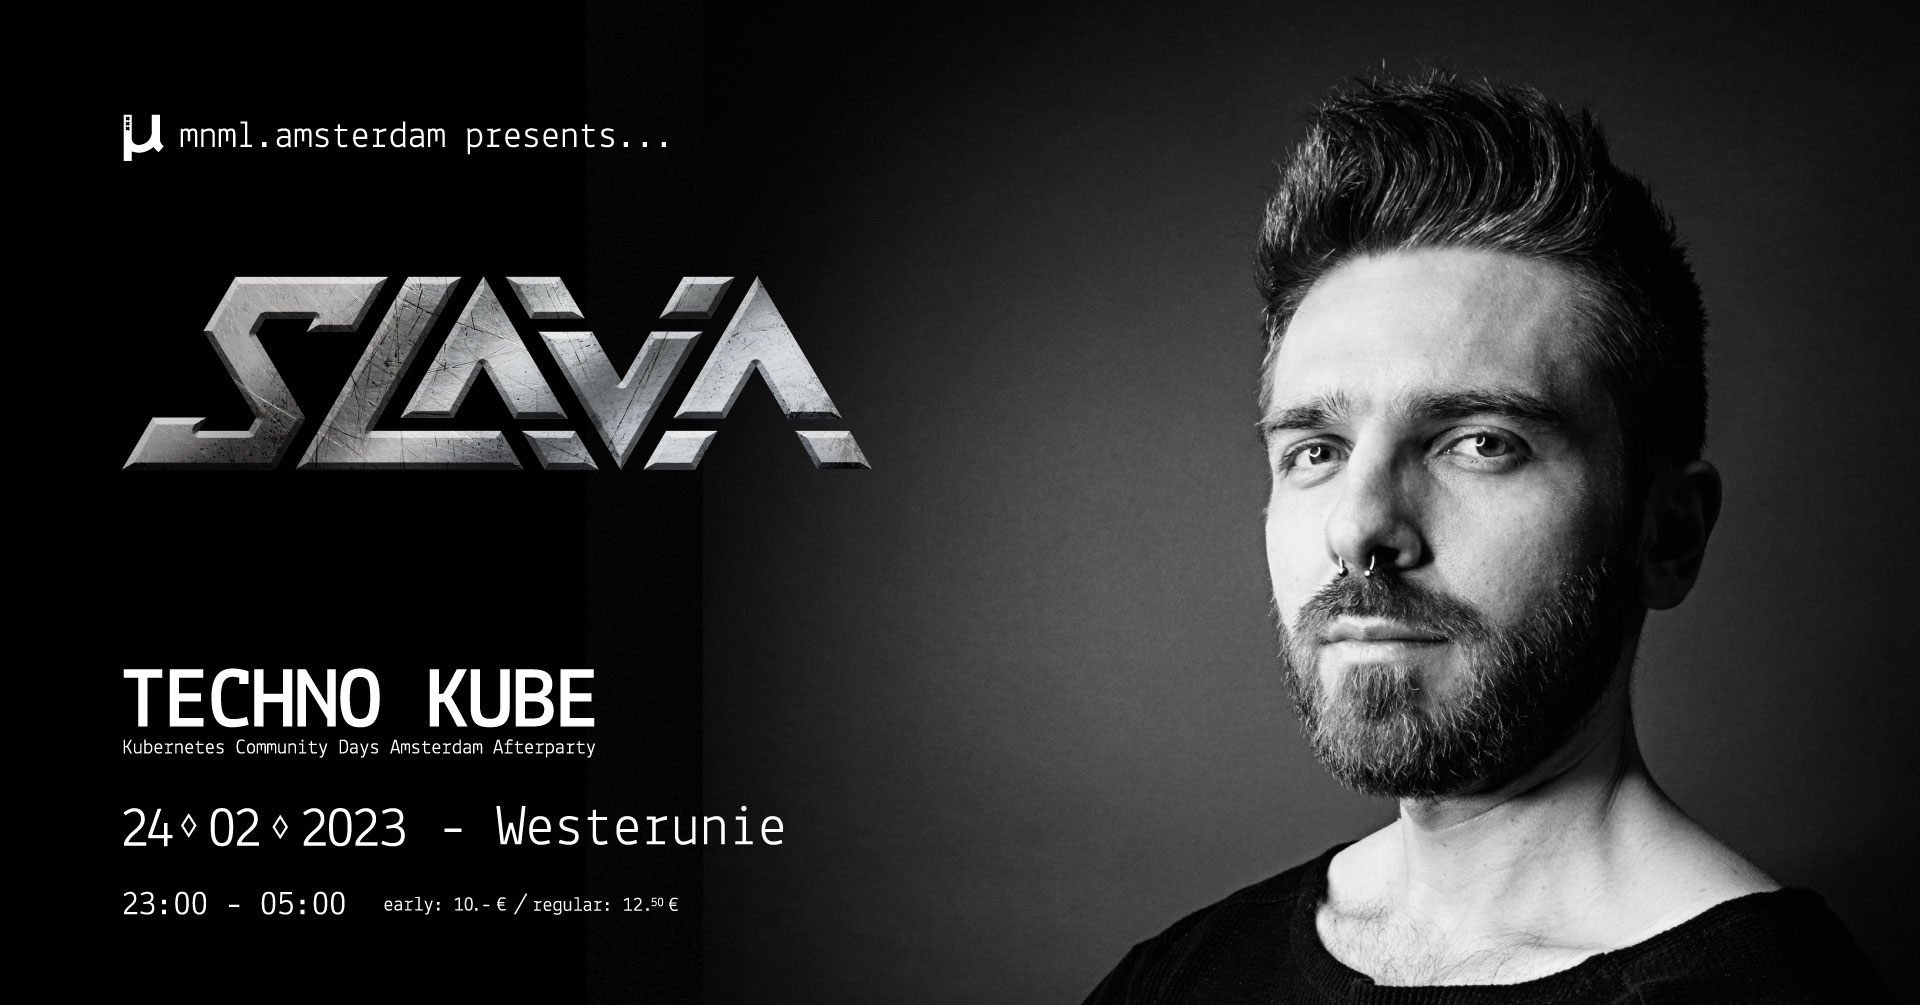 µ mnml.amsterdam presents...
SLAVA
TECHNO KUBE
Kubernetes Community Days Amsterdam Afterparty
24 ◊ 02 ◊ 2023 - Westerunie
23:00 - 05:00 early: 10.- € / regular: 12.50 €